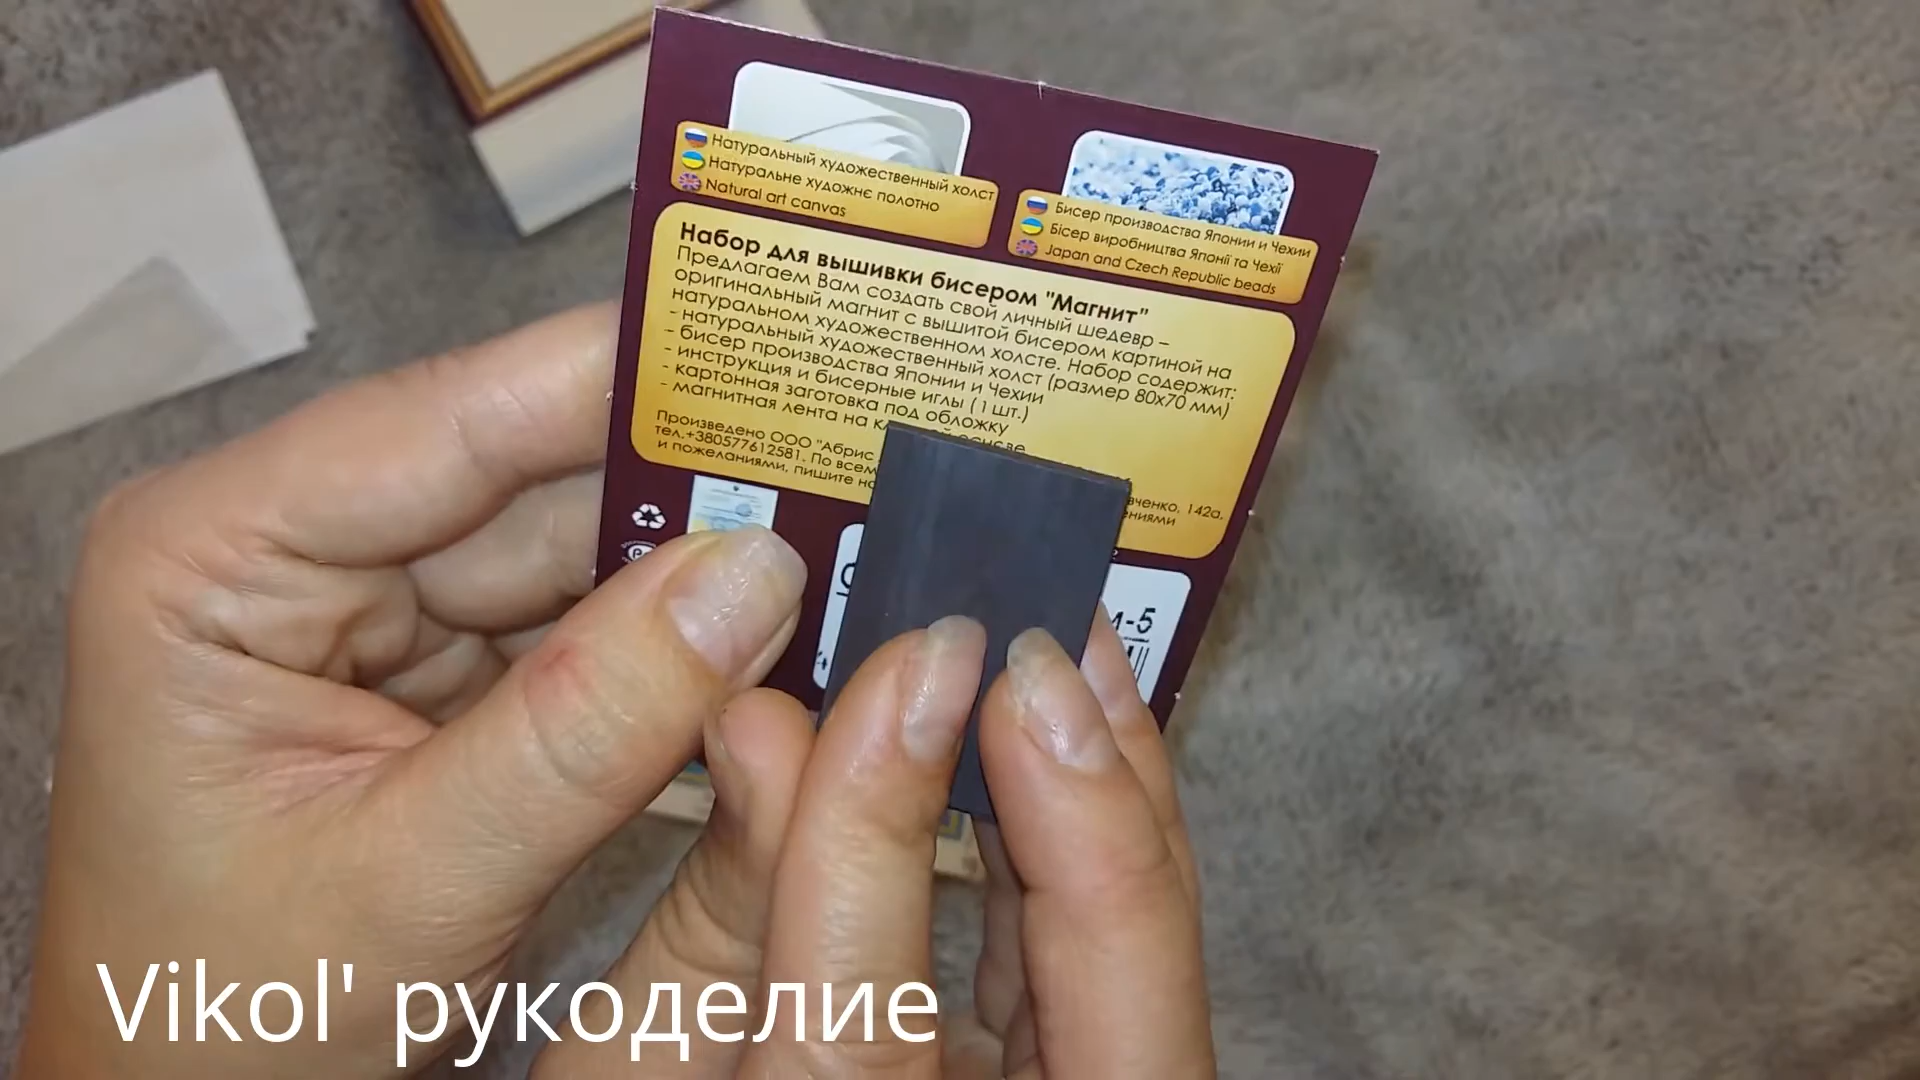 Натуральный художественный холст
Натуральне художнє полотно
Natural art canvas
Бисер производства Японии и Чехии
Бісер виробництва Японії та Чехії
Japan and Czech Republic beads
Набор для вышивки бисером "Магнит"
Предлагаем Вам создать свой личный шедевр –
оригинальный магнит с вышитой бисером картиной на
натуральном художественном холсте. Набор содержит:
- натуральный художественный холст (размер 80х70 мм)
- бисер производства Японии и Чехии
- инструкция и бисерные иглы ( 1 шт.)
- картонная заготовка под обложку
- магнитная лента на основе
Произведено ООО "Абрис 142а,
тел.+380577612581. По всем
и пожеланиями, пишите
-5
Vikol' рукоделие